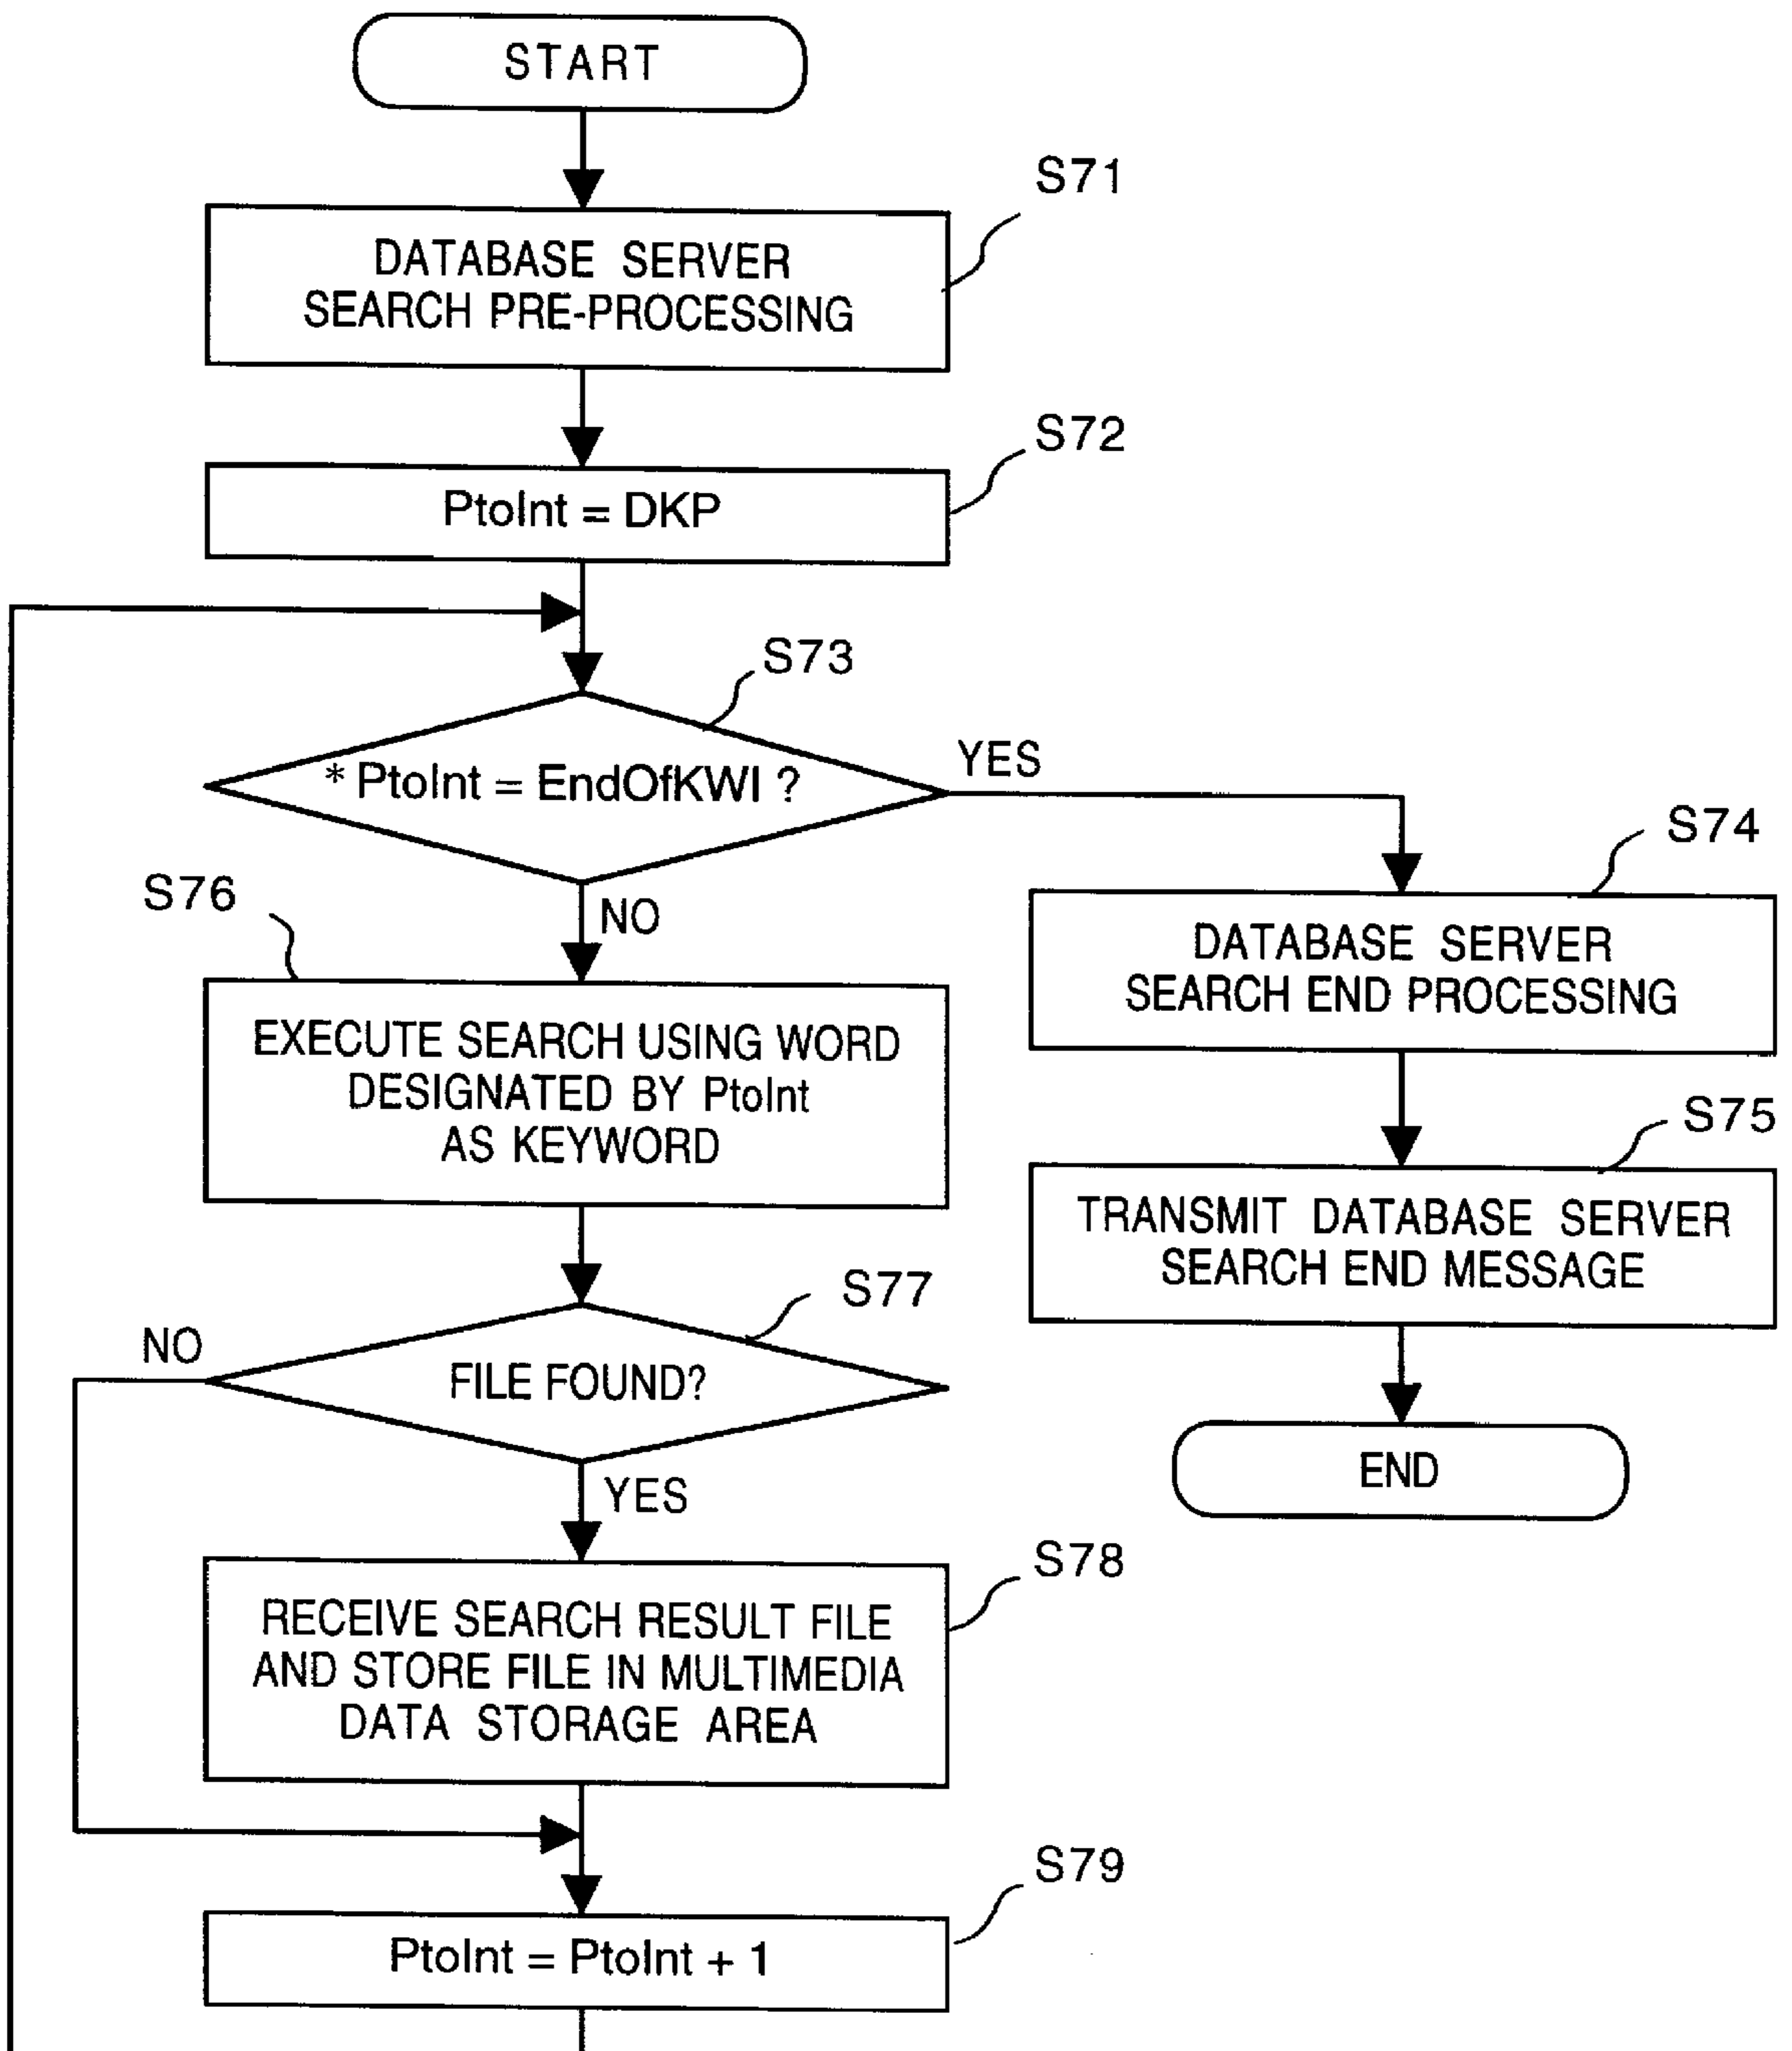 START
S71
DATABASE SERVER
SEARCH PRE-PROCESSING
S72
PtoInt = DKP
S73
* PtoInt = EndOfKWI ?
YES
NO
S74
DATABASE SERVER
SEARCH END PROCESSING
S75
TRANSMIT DATABASE SERVER
SEARCH END MESSAGE
END
S76
EXECUTE SEARCH USING WORD
DESIGNATED BY PtoInt
AS KEYWORD
S77
NO
FILE FOUND?
YES
S78
RECEIVE SEARCH RESULT FILE
AND STORE FILE IN MULTIMEDIA
DATA STORAGE AREA
S79
PtoInt = PtoInt + 1